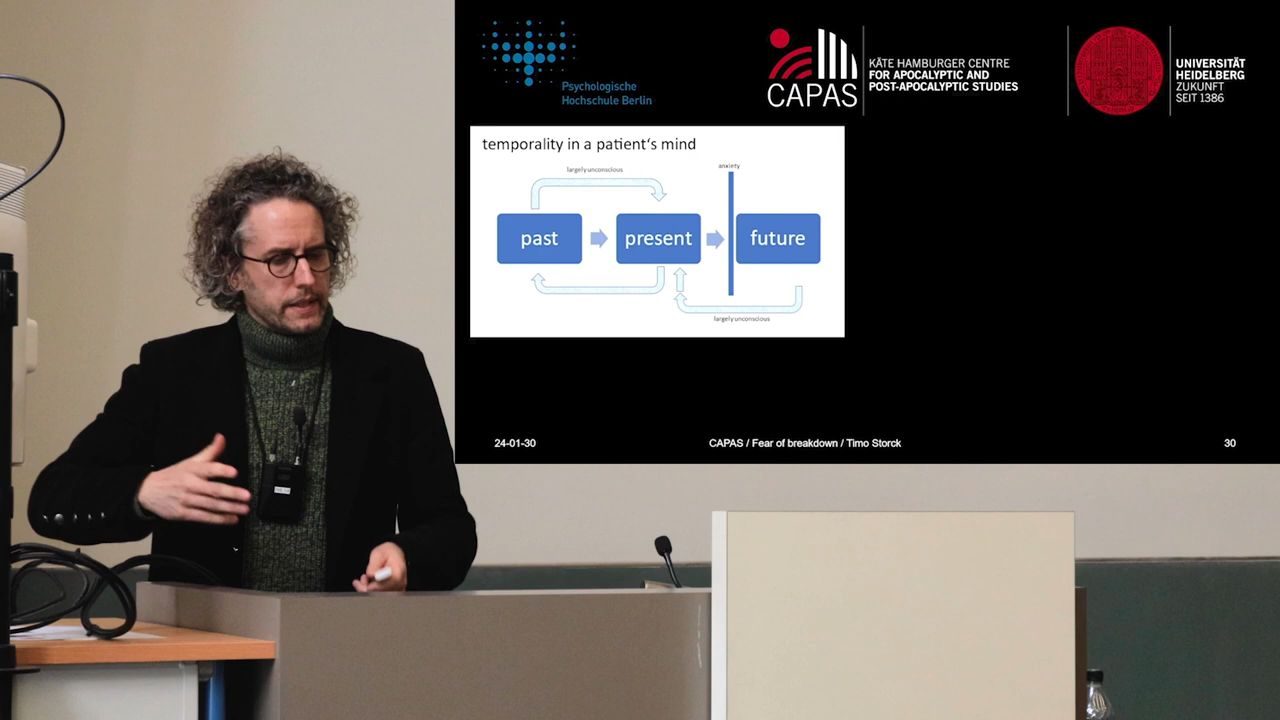 Psychologische
Hochschule Berlin
CAPAS
KÄTE HAMBURGER CENTRE
FOR APOCALYPTIC AND
POST-APOCALYPTIC STUDIES
UNIVERSITÄT
HEIDELBERG
ZUKUNFT
SEIT 1386
temporality in a patient‘s mind
anxiety
largely unconscious
past
present
future
largely unconscious
24-01-30
CAPAS / Fear of breakdown / Timo Storck
30